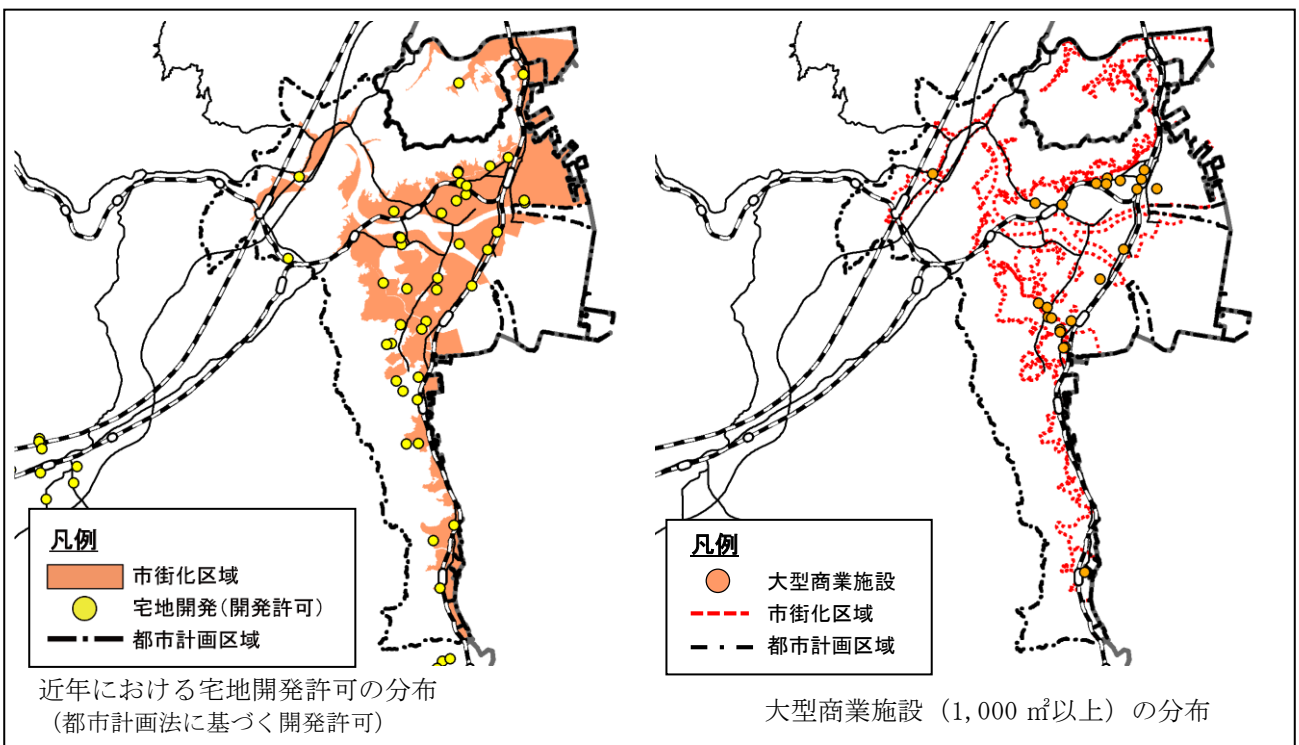 凡例
市街化区域
宅地開発(開発許可)
都市計画区域
近年における宅地開発許可の分布
（都市計画法に基づく開発許可）
凡例
大型商業施設
市街化区域
都市計画区域
大型商業施設（1,000 ㎡以上）の分布